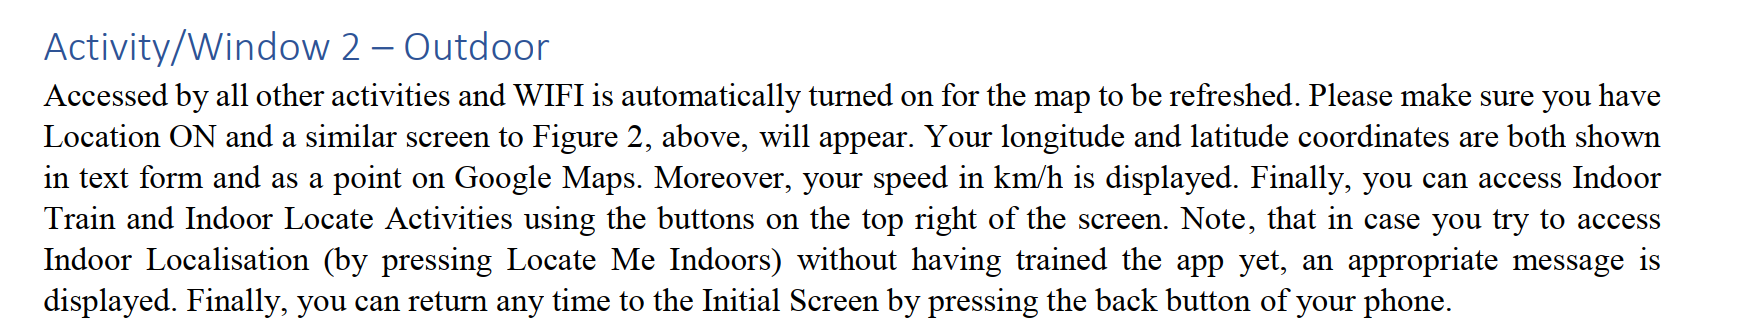 Activity/Window 2 – Outdoor
Accessed by all other activities and WIFI is automatically turned on for the map to be refreshed. Please make sure you have
Location ON and a similar screen to Figure 2, above, will appear. Your longitude and latitude coordinates are both shown
in text form and as a point on Google Maps. Moreover, your speed in km/h is displayed. Finally, you can access Indoor
Train and Indoor Locate Activities using the buttons on the top right of the screen. Note, that in case you try to access
Indoor Localisation (by pressing Locate Me Indoors) without having trained the app yet, an appropriate message is
displayed. Finally, you can return any time to the Initial Screen by pressing the back button of your phone.